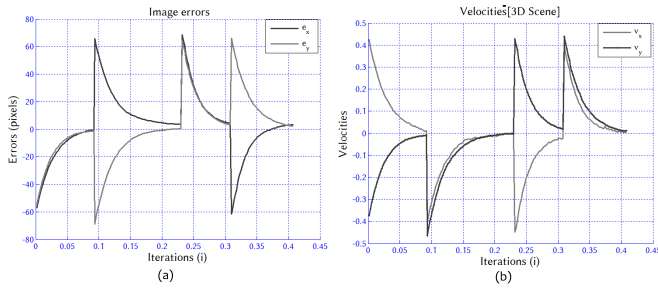 Image errors
e_x
e_y
Errors (pixels)
80
60
40
20
0
-20
-40
-60
-80
0 0.05 0.1 0.15 0.2 0.25 0.3 0.35 0.4 0.45
Iterations (i)
(a)
Velocities[3D Scene]
v_x
v_y
Velocities
0.5
0.4
0.3
0.2
0.1
0
-0.1
-0.2
-0.3
-0.4
-0.5
0 0.05 0.1 0.15 0.2 0.25 0.3 0.35 0.4 0.45
Iterations (i)
(b)